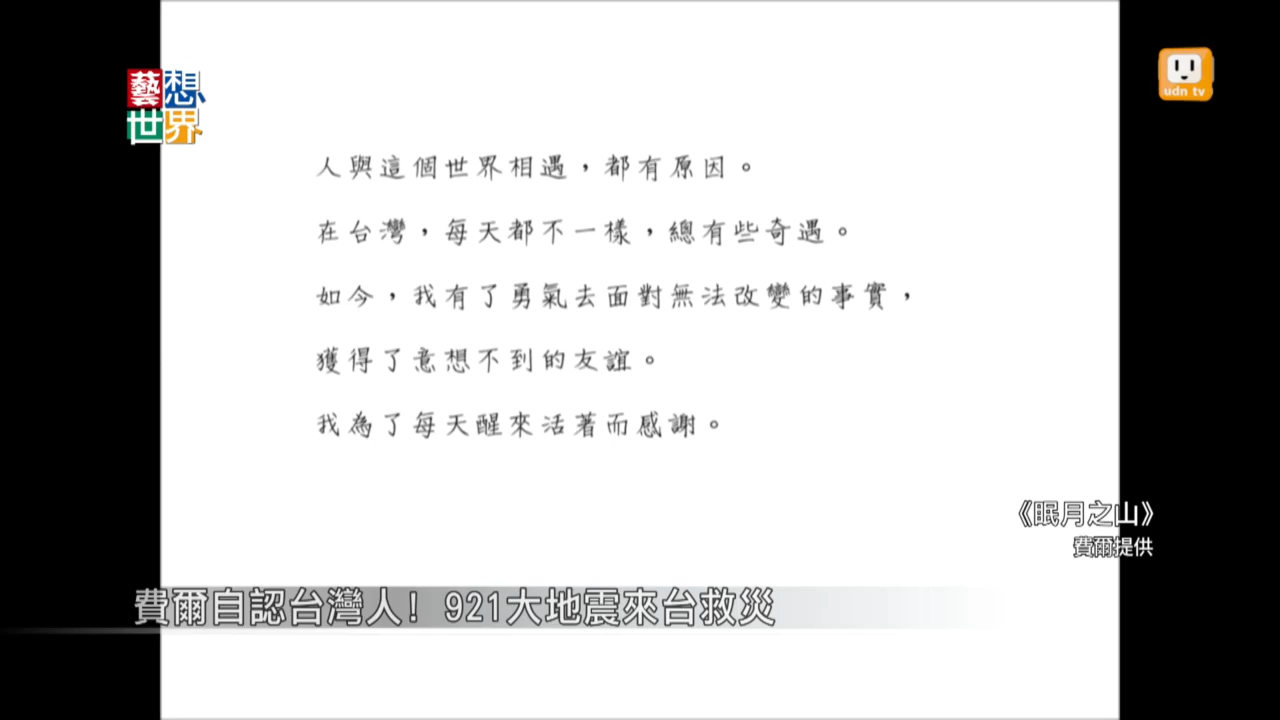 藝想
世界
udn tv
人與這個世界相遇，都有原因。
在台灣，每天都不一樣，總有些奇遇。
如今，我有了勇氣去面對無法改變的事實，
獲得了意想不到的友誼。
我為了每天醒來活著而感謝。
《眠月之山》
費爾提供
費爾自認台灣人! 921大地震來台救災